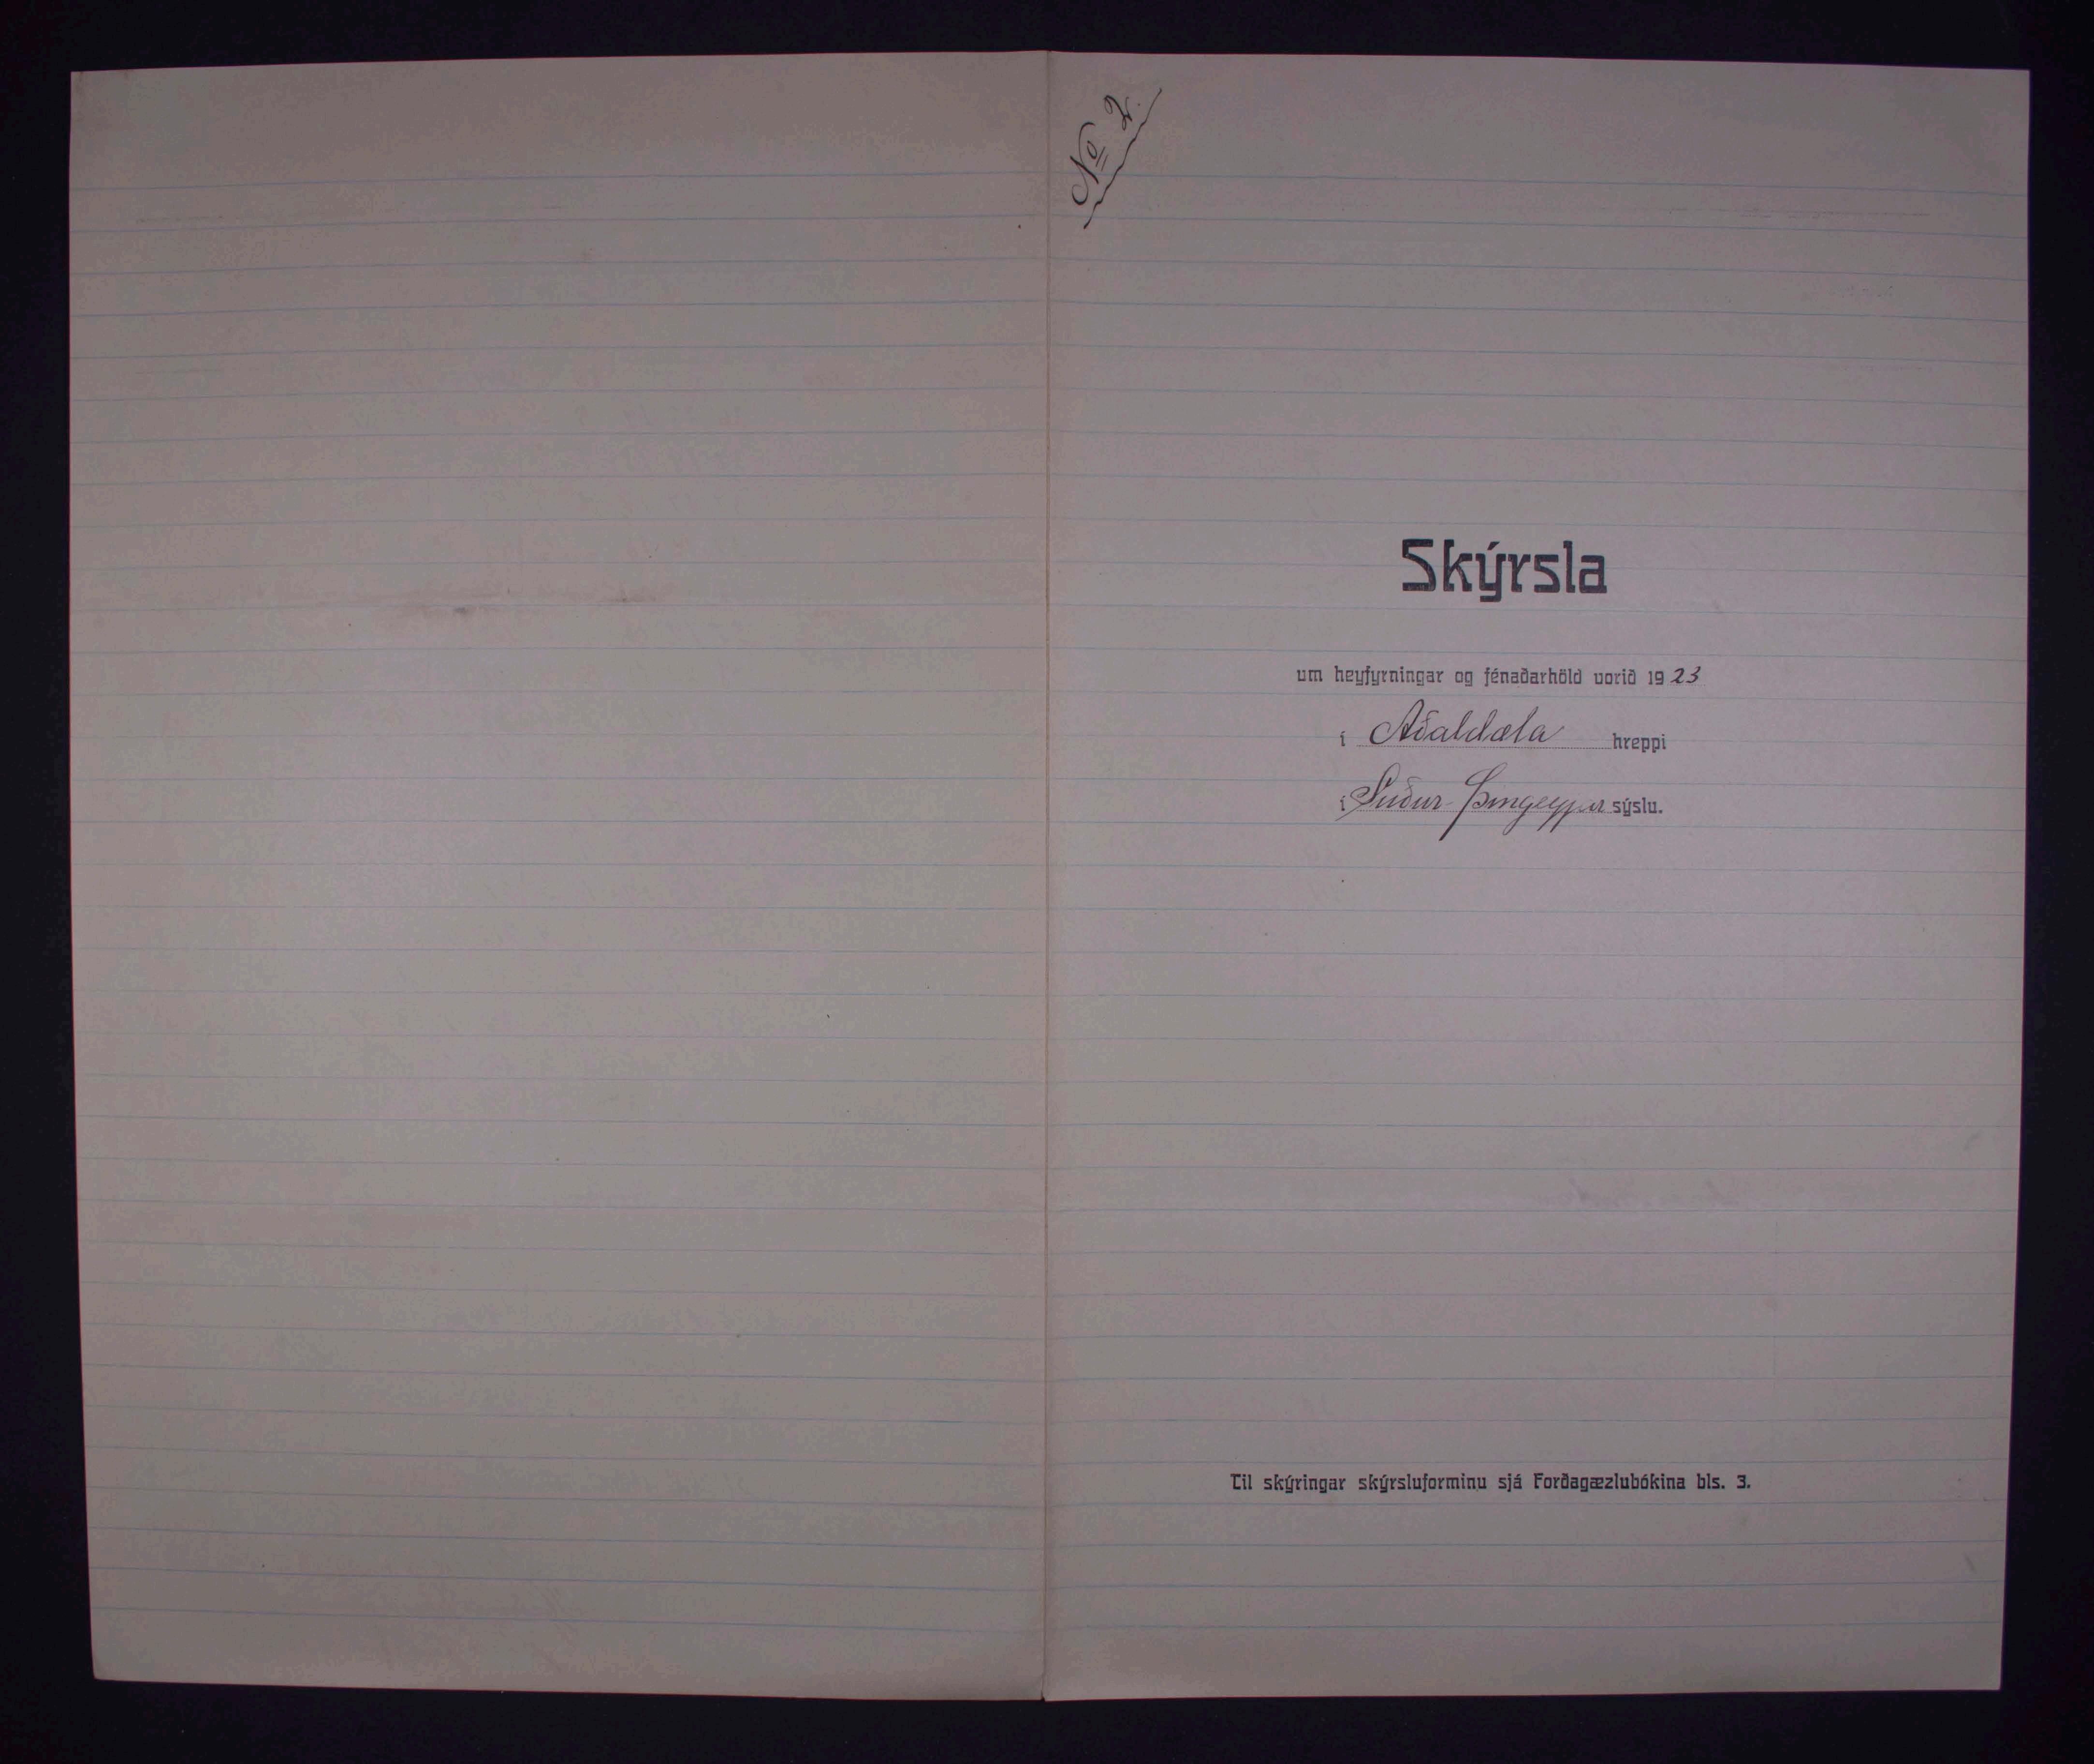 No 2.
Skýrsla
um heyfyrningar og fénaðarhöld vorið 1923
í Aðaldæla hreppi
í Suður-Þingeyjar sýslu.
Til skýringar skýrsluforminu sjá Forðagæzlubókina bls. 3.